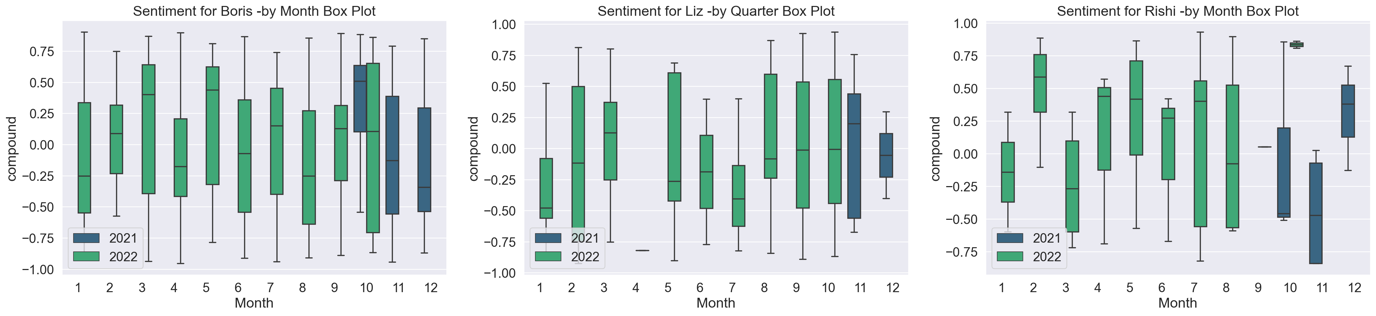 Sentiment for Boris -by Month Box Plot
compound
0.75
0.50
0.25
0.00
−0.25
−0.50
−0.75
−1.00
2021
2022
1 2 3 4 5 6 7 8 9 10 11 12
Month
Sentiment for Liz -by Quarter Box Plot
compound
1.00
0.75
0.50
0.25
0.00
−0.25
−0.50
−0.75
−1.00
2021
2022
1 2 3 4 5 6 7 8 9 10 11 12
Month
Sentiment for Rishi -by Month Box Plot
compound
1.00
0.75
0.50
0.25
0.00
−0.25
−0.50
−0.75
2021
2022
1 2 3 4 5 6 7 8 9 10 11 12
Month